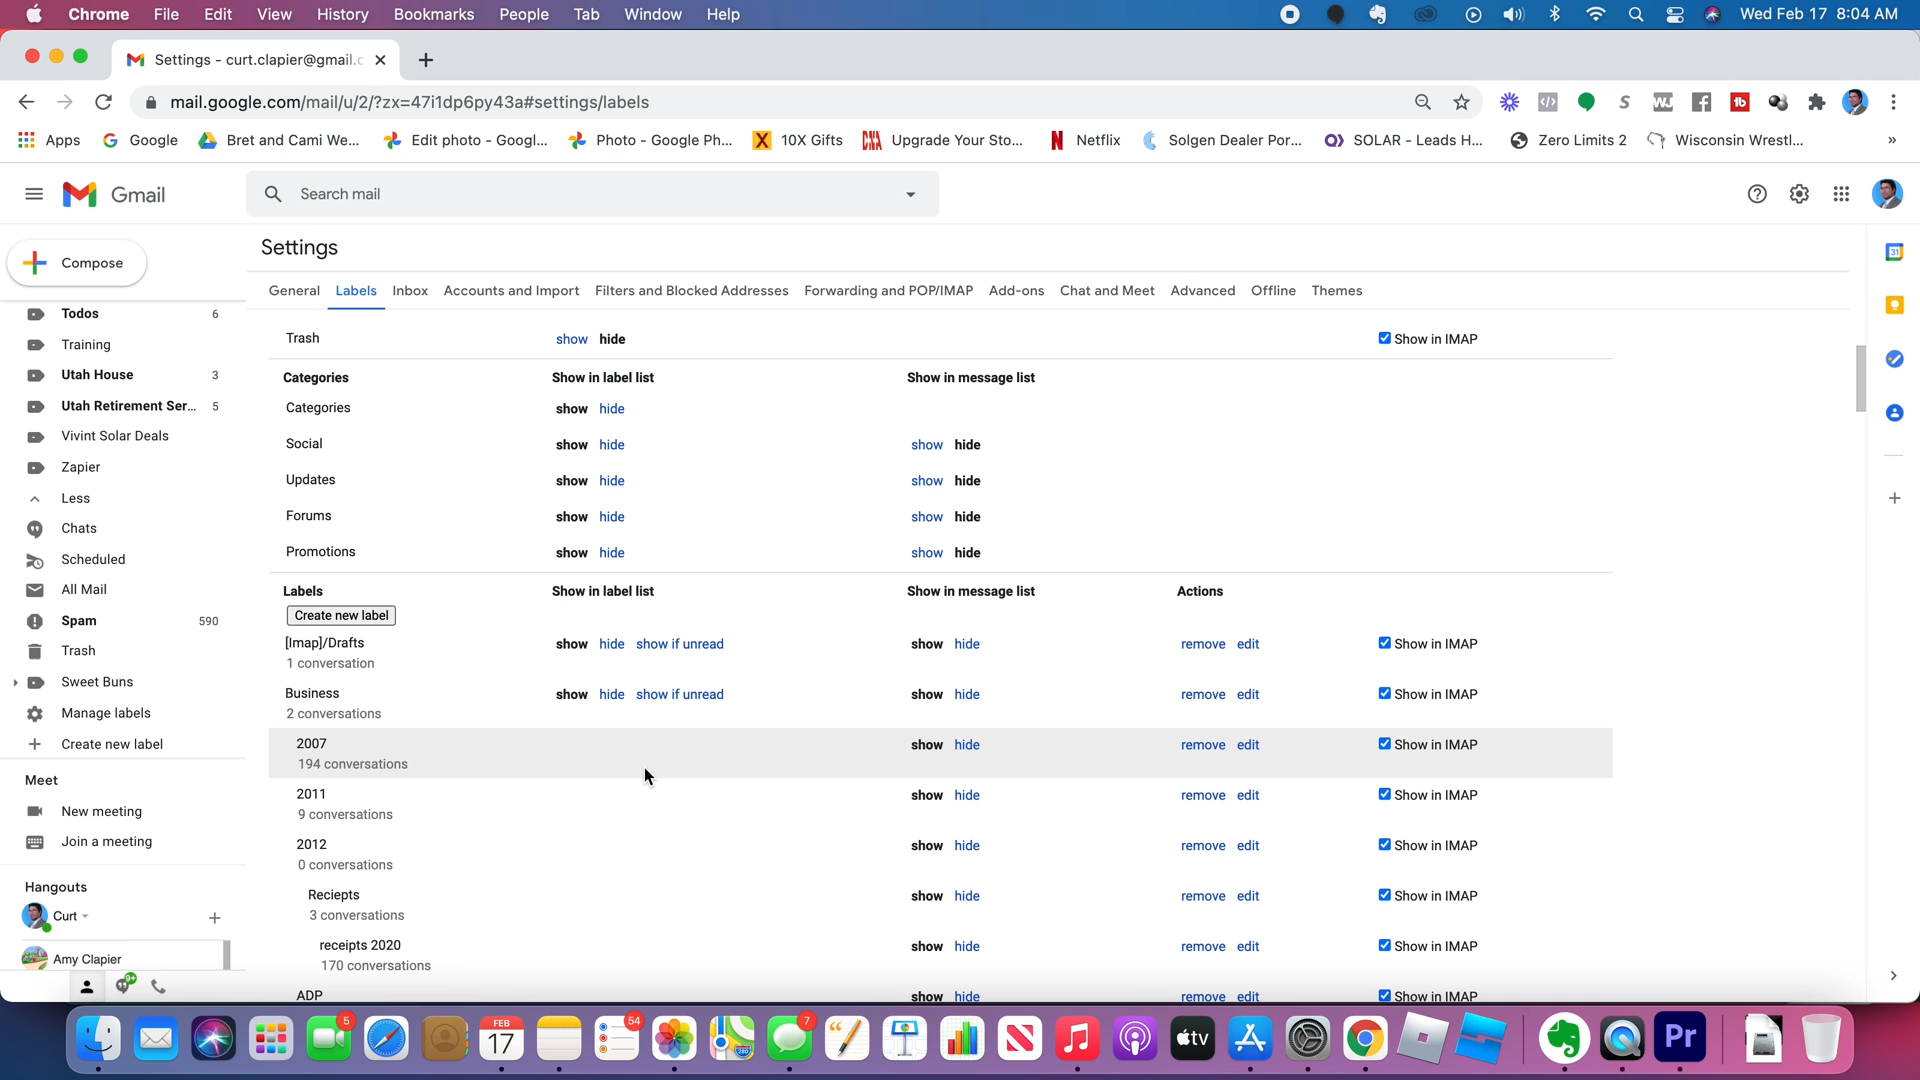 Chrome File Edit View History Bookmarks People Tab Window Help Wed Feb 17 8:04 AM
Settings - curt.clapier@gmail.c
mail.google.com/mail/u/2/?zx=47i1dp6py43a#settings/labels
Apps Google Bret and Cami We... Edit photo - Googl... Photo - Google Ph... 10X Gifts Upgrade Your Sto... Netflix Solgen Dealer Por... SOLAR - Leads H... Zero Limits 2 Wisconsin Wrestl... »
Gmail Search mail
Compose
Settings
General Labels Inbox Accounts and Import Filters and Blocked Addresses Forwarding and POP/IMAP Add-ons Chat and Meet Advanced Offline Themes
Todos 6
Training
Utah House 3
Utah Retirement Ser... 5
Vivint Solar Deals
Zapier
Less
Chats
Scheduled
All Mail
Spam 590
Trash
Sweet Buns
Manage labels
Create new label
Meet
New meeting
Join a meeting
Hangouts
Curt
Amy Clapier
9+
Trash show hide Show in IMAP
Categories Show in label list Show in message list
Categories show hide
Social show hide show hide
Updates show hide show hide
Forums show hide show hide
Promotions show hide show hide
Labels Show in label list Show in message list Actions
Create new label
[Imap]/Drafts show hide show if unread show hide remove edit Show in IMAP
1 conversation
Business show hide show if unread show hide remove edit Show in IMAP
2 conversations
2007 show hide remove edit Show in IMAP
194 conversations
2011 show hide remove edit Show in IMAP
9 conversations
2012 show hide remove edit Show in IMAP
0 conversations
Reciepts show hide remove edit Show in IMAP
3 conversations
receipts 2020 show hide remove edit Show in IMAP
170 conversations
ADP show hide remove edit Show in IMAP
31
5 FEB 17 54 7 tv Pr